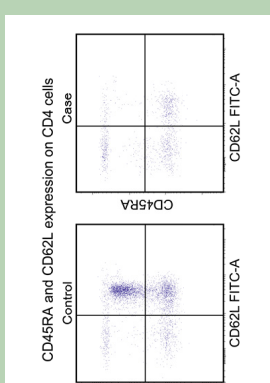 CD45RA and CD62L expression on CD4 cells
Control
Case
CD45RA
CD62L FITC-A
CD62L FITC-A